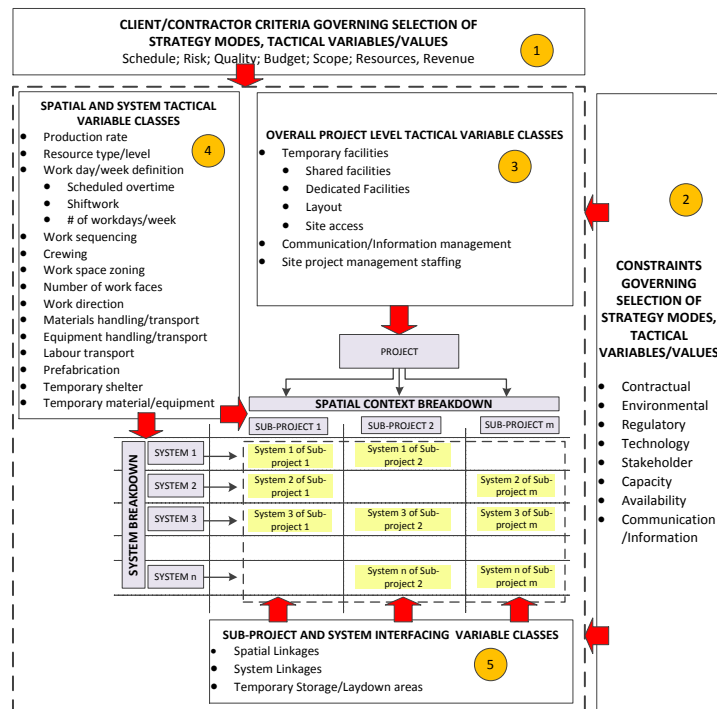 CLIENT/CONTRACTOR CRITERIA GOVERNING SELECTION OF
STRATEGY MODES, TACTICAL VARIABLES/VALUES
Schedule; Risk; Quality; Budget; Scope; Resources, Revenue
1
SPATIAL AND SYSTEM TACTICAL
VARIABLE CLASSES
4
Production rate
Resource type/level
Work day/week definition
Scheduled overtime
Shiftwork
# of workdays/week
Work sequencing
Crewing
Work space zoning
Number of work faces
Work direction
Materials handling/transport
Equipment handling/transport
Labour transport
Prefabrication
Temporary shelter
Temporary material/equipment
OVERALL PROJECT LEVEL TACTICAL VARIABLE CLASSES
3
Temporary facilities
Shared facilities
Dedicated Facilities
Layout
Site access
Communication/Information management
Site project management staffing
2
CONSTRAINTS
GOVERNING
SELECTION OF
STRATEGY MODES,
TACTICAL
VARIABLES/VALUES
Contractual
Environmental
Regulatory
Technology
Stakeholder
Capacity
Availability
Communication
/Information
PROJECT
SPATIAL CONTEXT BREAKDOWN
SUB-PROJECT 1
SUB-PROJECT 2
SUB-PROJECT m
SYSTEM BREAKDOWN
SYSTEM 1
System 1 of Sub-
project 1
System 1 of Sub-
project 2
SYSTEM 2
System 2 of Sub-
project 1
System 2 of Sub-
project m
SYSTEM 3
System 3 of Sub-
project 1
System 3 of Sub-
project 2
System 3 of Sub-
project m
SYSTEM n
System n of Sub-
project 2
System n of Sub-
project m
SUB-PROJECT AND SYSTEM INTERFACING VARIABLE CLASSES
Spatial Linkages
System Linkages
Temporary Storage/Laydown areas
5